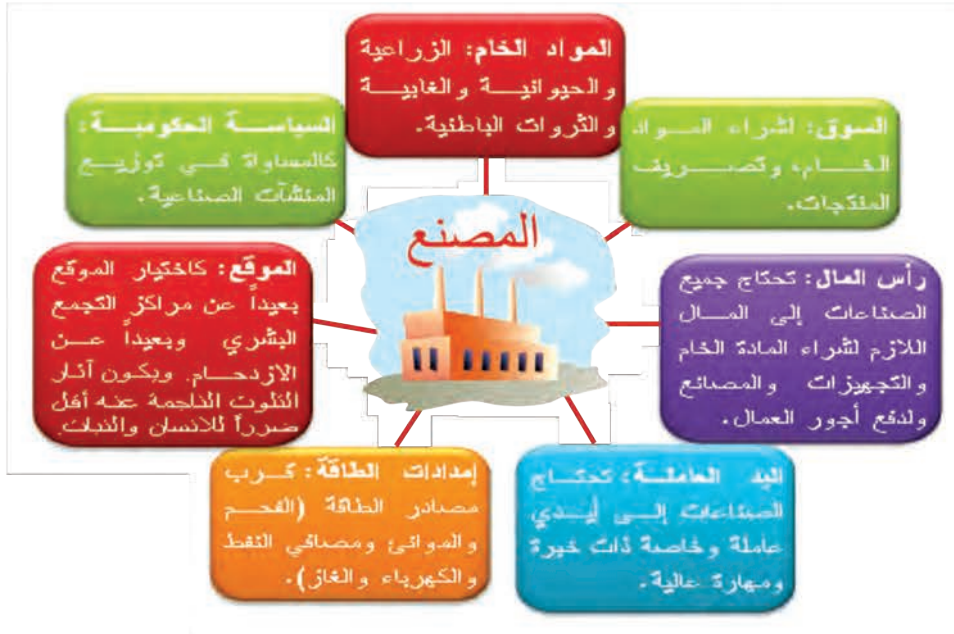 المواد الخام: الزراعية
والحيوانية والغابية
والثروات الباطنية.
السوق: لشراء المواد
الخام، وتصريف
المنتجات.
رأس المال: تحتاج جميع
الصناعات إلى المال
اللازم لشراء المادة الخام
والتجهيزات والمصانع
ولدفع أجور العمال.
اليد العاملة: تحتاج
الصناعات إلى أيدي
عاملة وخاصة ذات خبرة
ومهارة عالية.
إمدادات الطاقة: كرب
مصادر الطاقة (الفحم
والموانئ ومصافي النفط
والكهرباء والغاز).
الموقع: كاختيار الموقع
بعيداً عن مراكز التجمع
البشري وبعيداً عن
الازدحام. ويكون آثار
التلوث الناجمة عنه أقل
ضرراً للانسان والنبات.
السياسة الحكومية:
كالمساواة في توزيع
المنشآت الصناعية.
المصنع